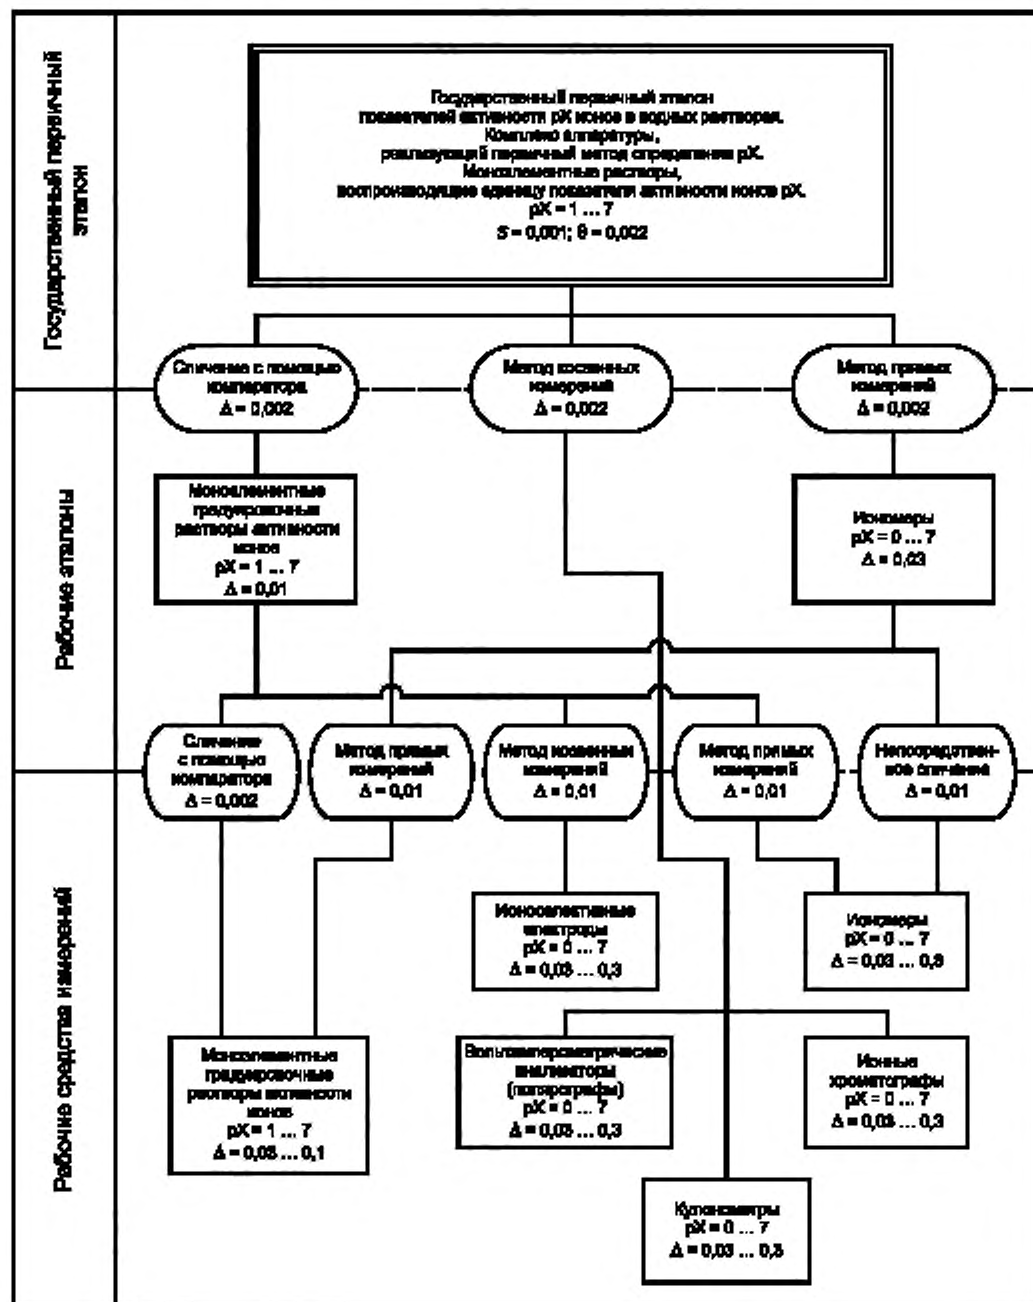 Государственный первичный
эталон
Государственный первичный эталон
показателей активности pX ионов в водных растворах.
Комплекс аппаратуры,
реализующий первичный метод определения pX.
Моноэлементные растворы,
воспроизводящие единицу показателя активности ионов pX.
pX = 1 ... 7
S = 0,001; θ = 0,002
Сличение с помощью
компаратора
Δ = 0,002
Метод косвенных
измерений
Δ = 0,002
Метод прямых
измерений
Δ = 0,002
Рабочие эталоны
Моноэлементные
градуировочные
растворы активности
ионов
pX = 1 ... 7
Δ = 0,01
Иономеры
pX = 0 ... 7
Δ = 0,03
Сличение
с помощью
компаратора
Δ = 0,002
Метод прямых
измерений
Δ = 0,01
Метод косвенных
измерений
Δ = 0,01
Метод прямых
измерений
Δ = 0,01
Непосредствен-
ное сличение
Δ = 0,01
Рабочие средства измерений
Ионоселективные
электроды
pX = 0 ... 7
Δ = 0,03 ... 0,3
Иономеры
pX = 0 ... 7
Δ = 0,03 ... 0,3
Моноэлементные
градуировочные
растворы активности
ионов
pX = 1 ... 7
Δ = 0,03 ... 0,1
Вольтамперометрические
анализаторы
(полярографы)
pX = 0 ... 7
Δ = 0,03 ... 0,3
Ионные
хроматографы
pX = 0 ... 7
Δ = 0,03 ... 0,3
Кулонометры
pX = 0 ... 7
Δ = 0,03 ... 0,3